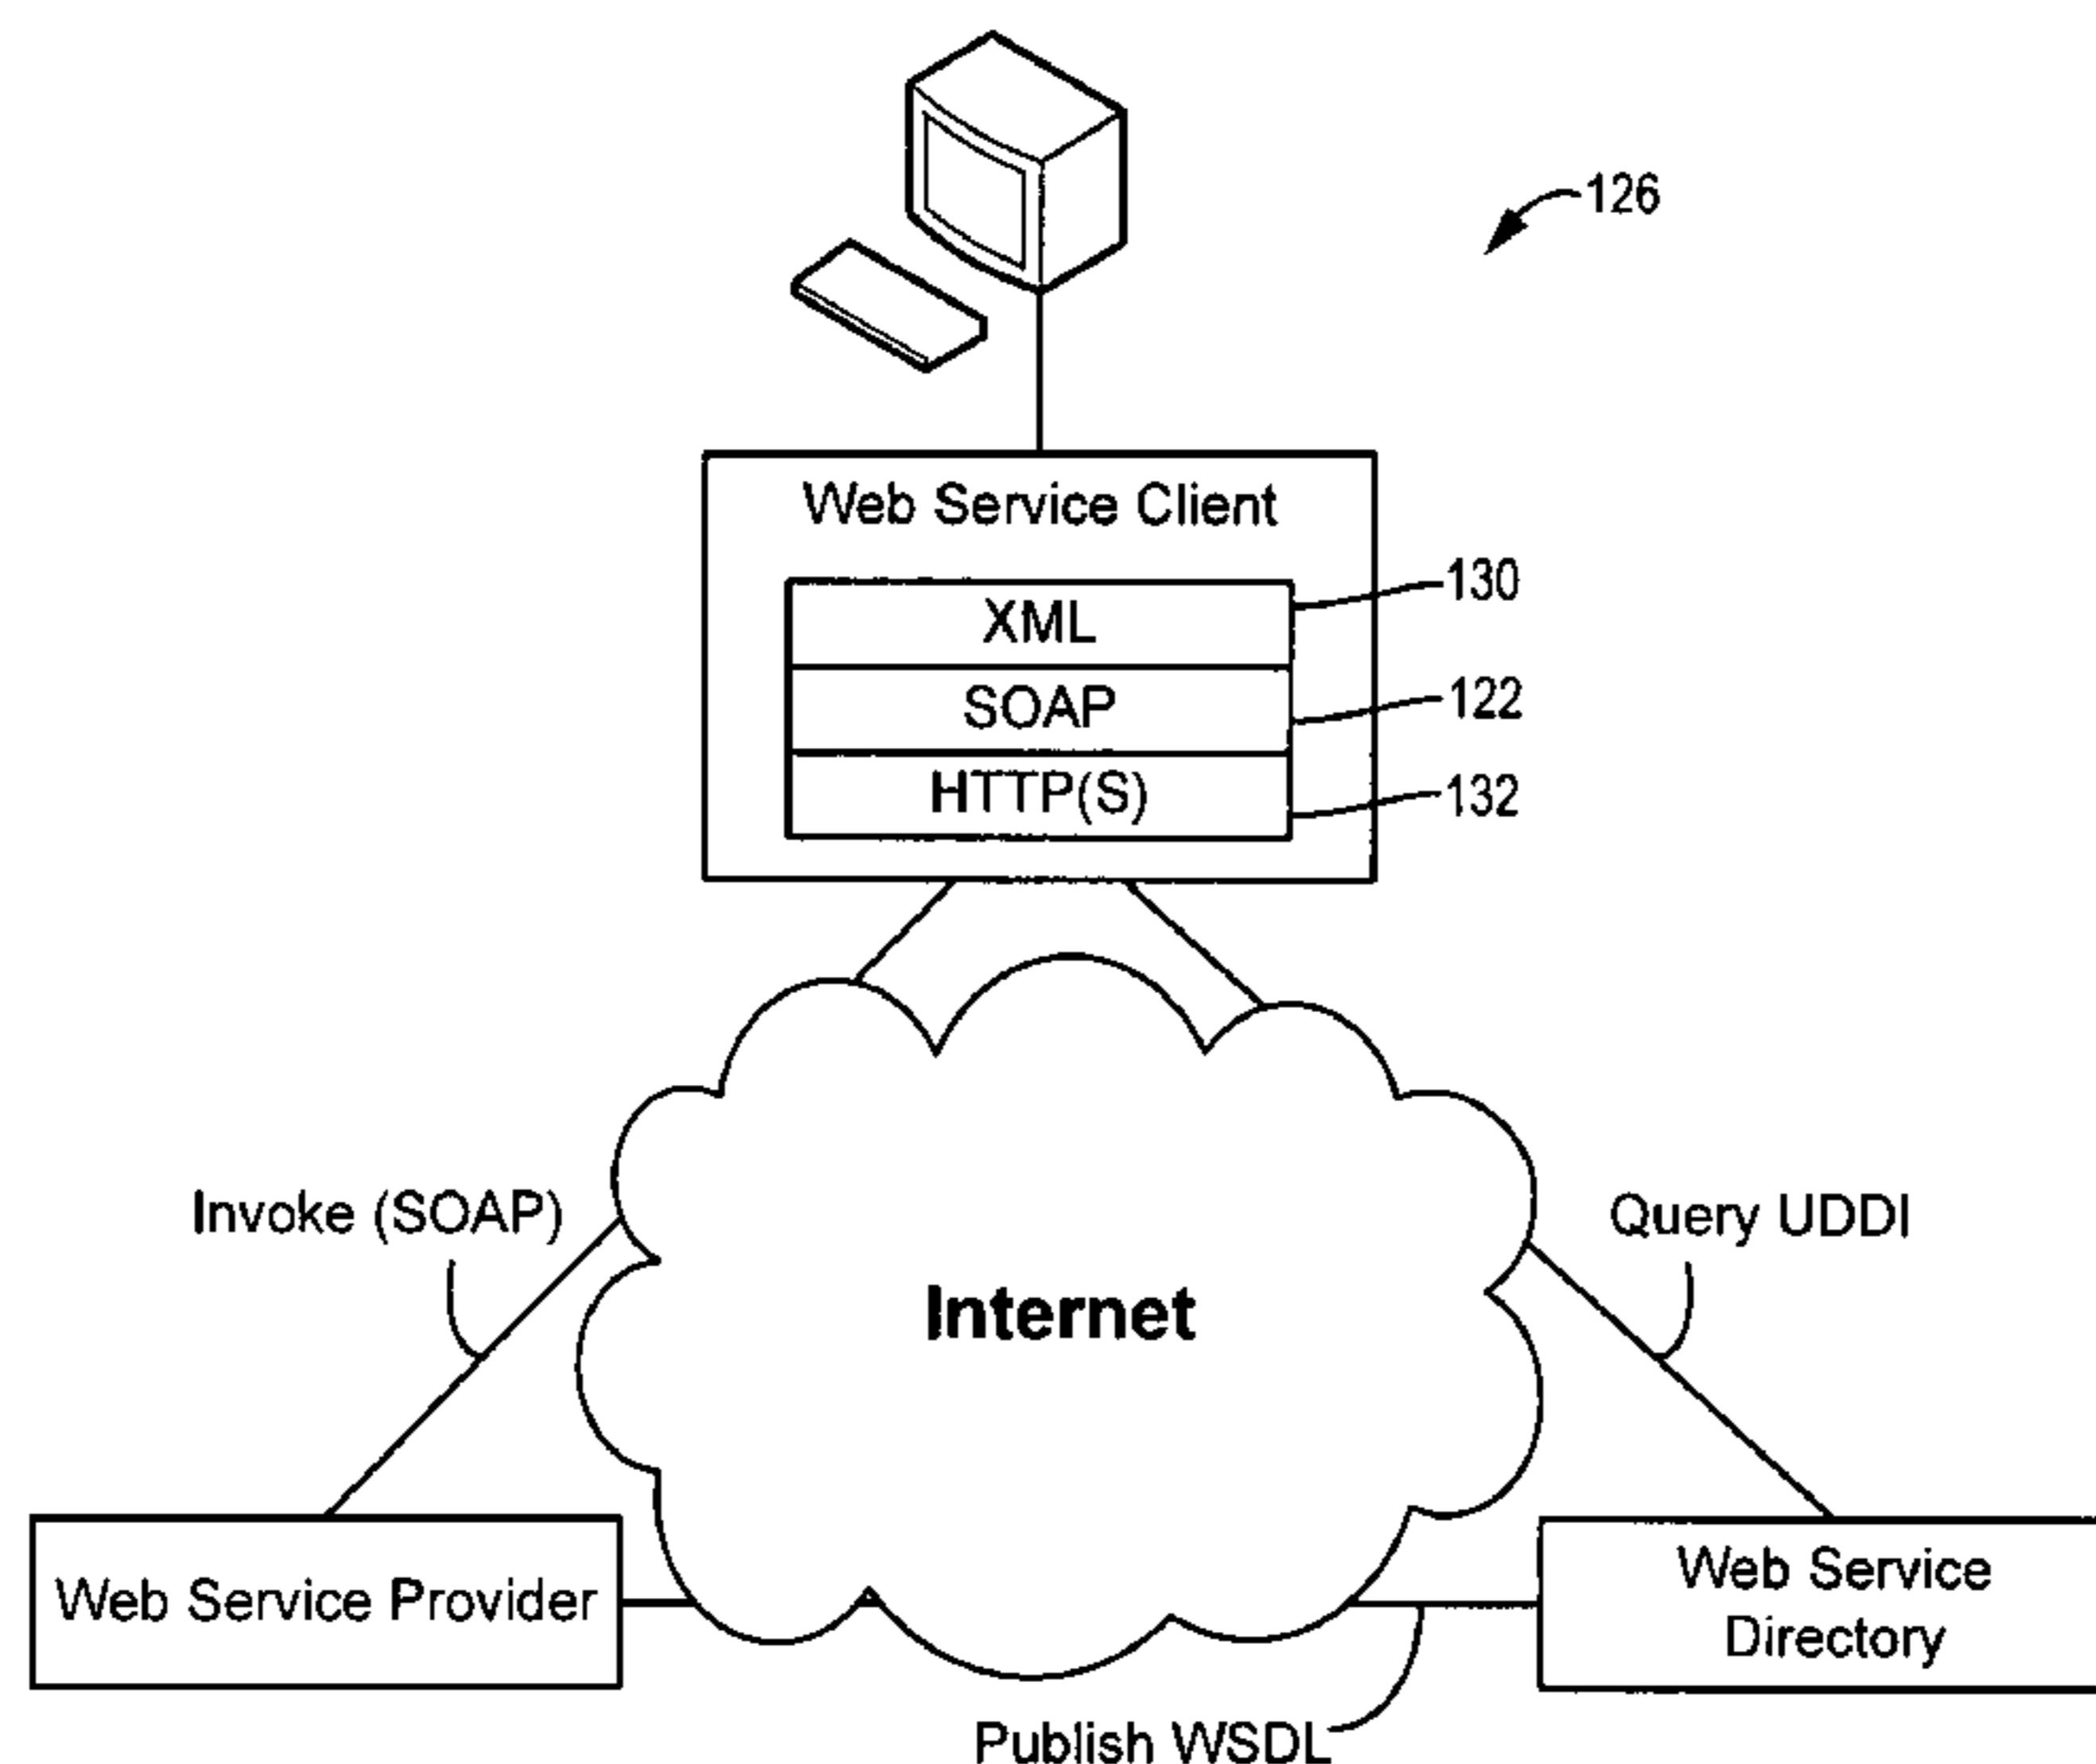 126
Web Service Client
XML
130
SOAP
122
HTTP(S)
132
Invoke (SOAP)
Query UDDI
Internet
Web Service Provider
Web Service
Directory
Publish WSDL